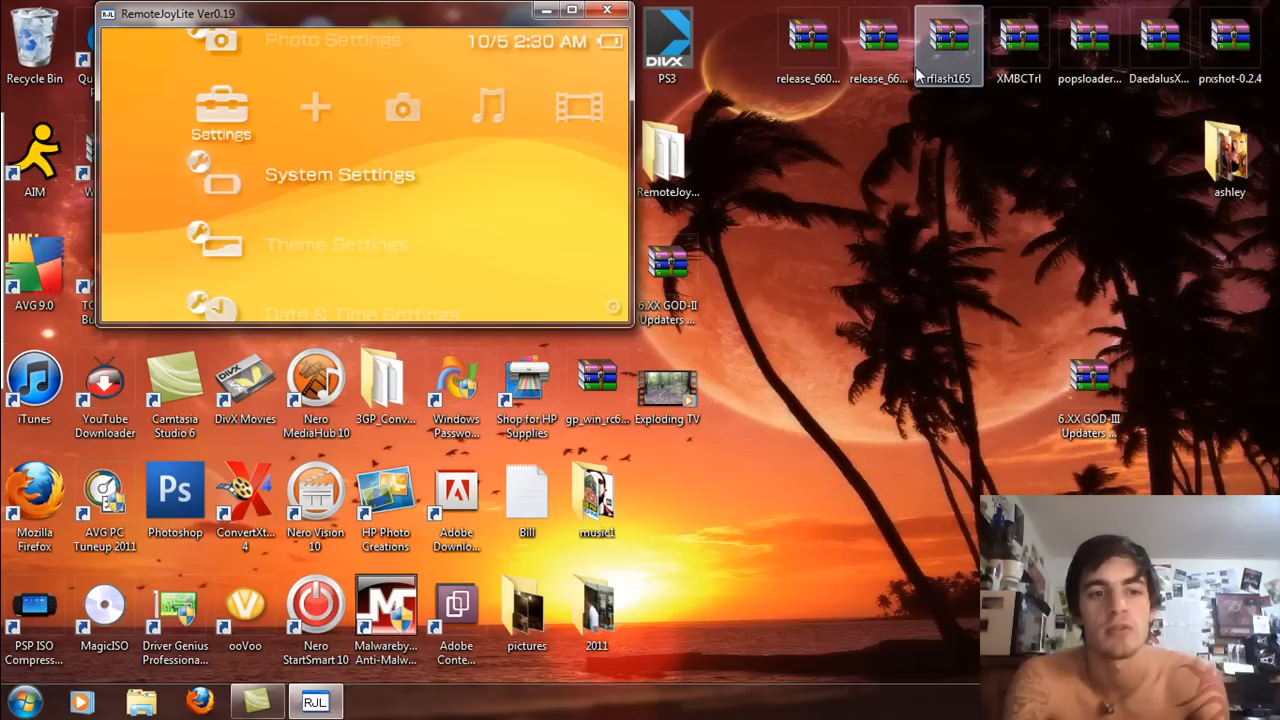 RJL RemoteJoyLite Ver0.19
Photo Settings
10/5 2:30 AM
Settings
System Settings
Theme Settings
Date & Time Settings
Recycle Bin
Qu
AIM
W
AVG 9.0
TC
Bu
DIVX
PS3
release_660...
release_66...
rflash165
XMBCTrl
popsloader...
DaedalusX...
prxshot-0.2.4
RemoteJoy...
ashley
6.XX GOD-II
Updaters ...
6.XX GOD-III
Updaters ...
iTunes
YouTube
Downloader
Camtasia
Studio 6
DivX Movies
Nero
MediaHub 10
3GP_Conv...
Windows
Passwo...
Shop for HP
Supplies
gp_win_rc6...
Exploding TV
Mozilla
Firefox
AVG PC
Tuneup 2011
Ps
Photoshop
ConvertXt...
4
Nero Vision
10
HP Photo
Creations
Adobe
Downlo...
Bill
music1
PSP ISO
Compress...
MagicISO
Driver Genius
Professiona...
ooVoo
Nero
StartSmart 10
Malwareby...
Anti-Malw...
Adobe
Conte...
pictures
2011
RJL